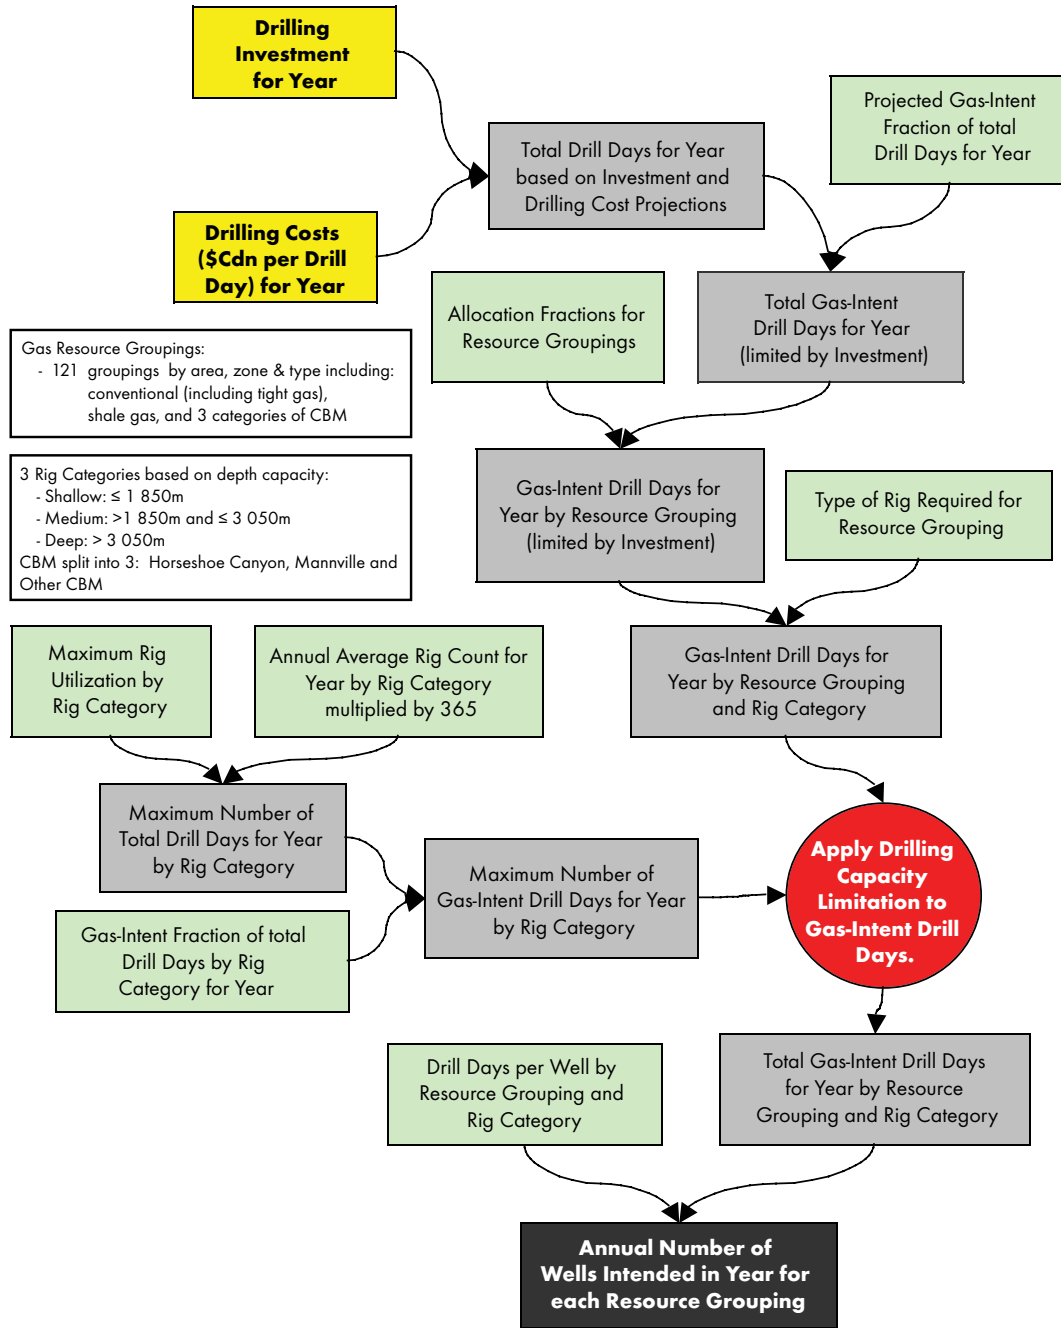 Drilling
Investment
for Year
Projected Gas-Intent
Fraction of total
Drill Days for Year
Total Drill Days for Year
based on Investment and
Drilling Cost Projections
Drilling Costs
($Cdn per Drill
Day) for Year
Allocation Fractions for
Resource Groupings
Total Gas-Intent
Drill Days for Year
(limited by Investment)
Gas Resource Groupings:
- 121 groupings by area, zone & type including:
conventional (including tight gas),
shale gas, and 3 categories of CBM
3 Rig Categories based on depth capacity:
- Shallow: ≤ 1 850m
- Medium: >1 850m and ≤ 3 050m
- Deep: > 3 050m
CBM split into 3: Horseshoe Canyon, Mannville and
Other CBM
Gas-Intent Drill Days for
Year by Resource Grouping
(limited by Investment)
Type of Rig Required for
Resource Grouping
Maximum Rig
Utilization by
Rig Category
Annual Average Rig Count for
Year by Rig Category
multiplied by 365
Gas-Intent Drill Days for
Year by Resource Grouping
and Rig Category
Maximum Number of
Total Drill Days for Year
by Rig Category
Maximum Number of
Gas-Intent Drill Days for Year
by Rig Category
Apply Drilling
Capacity
Limitation to
Gas-Intent Drill
Days.
Gas-Intent Fraction of total
Drill Days by Rig
Category for Year
Drill Days per Well by
Resource Grouping and
Rig Category
Total Gas-Intent Drill Days
for Year by Resource
Grouping and Rig Category
Annual Number of
Wells Intended in Year for
each Resource Grouping